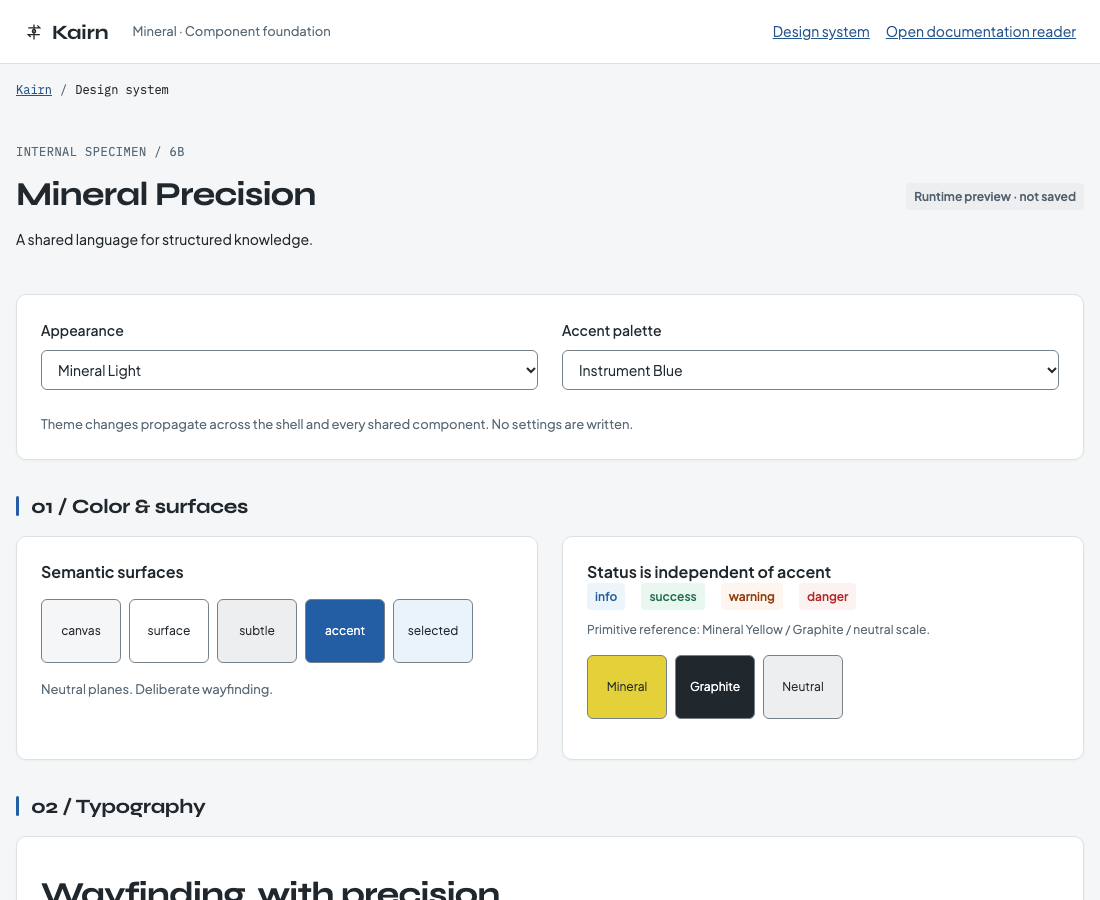 Kairn
Mineral · Component foundation
Design system
Open documentation reader
Kairn / Design system
INTERNAL SPECIMEN / 6B
Mineral Precision
Runtime preview · not saved
A shared language for structured knowledge.
Appearance
Accent palette
Mineral Light
Instrument Blue
Theme changes propagate across the shell and every shared component. No settings are written.
01 / Color & surfaces
Semantic surfaces
canvas
surface
subtle
accent
selected
Neutral planes. Deliberate wayfinding.
Status is independent of accent
info
success
warning
danger
Primitive reference: Mineral Yellow / Graphite / neutral scale.
Mineral
Graphite
Neutral
02 / Typography
Wayfinding, with precision